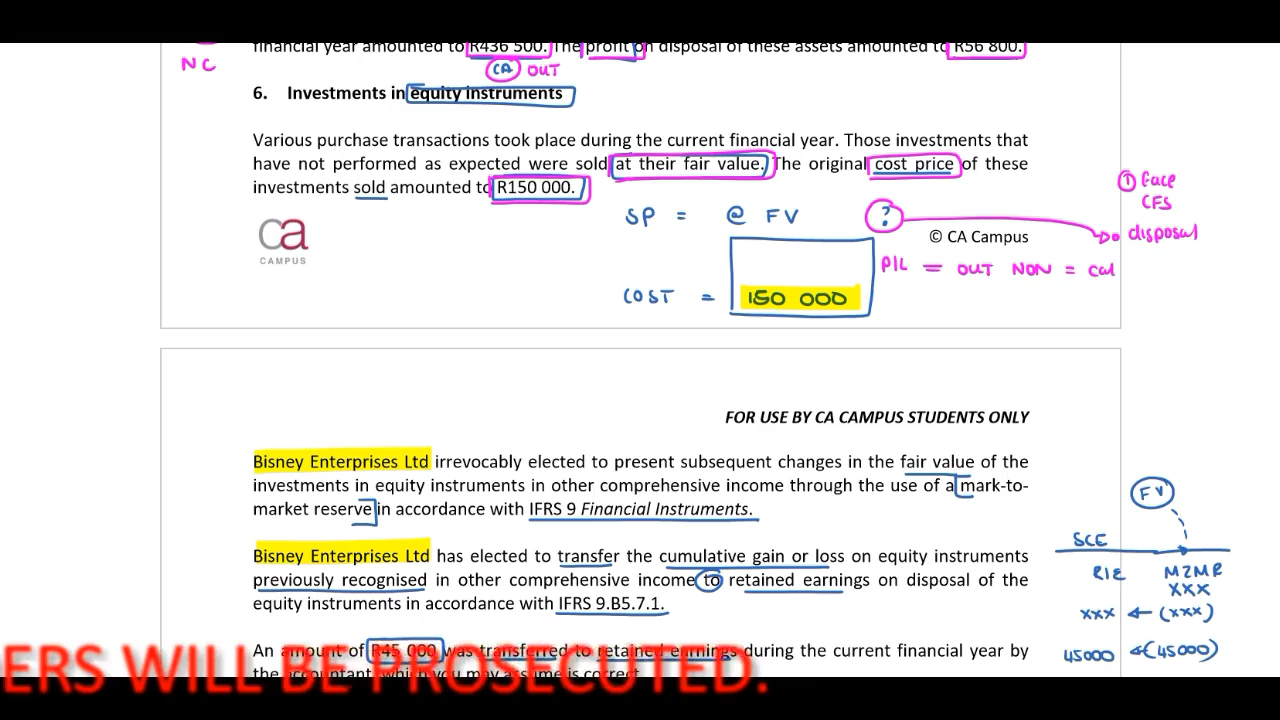 financial year amounted to R436 500. The profit on disposal of these assets amounted to R56 800.
NC
CA OUT
6. Investments in equity instruments
Various purchase transactions took place during the current financial year. Those investments that
have not performed as expected were sold at their fair value. The original cost price of these
investments sold amounted to R150 000.
① face
CFS
• disposal
SP = @ FV
?
P/L = OUT NON = cal
COST = 150 000
ca
CAMPUS
© CA Campus
FOR USE BY CA CAMPUS STUDENTS ONLY
Bisney Enterprises Ltd irrevocably elected to present subsequent changes in the fair value of the
investments in equity instruments in other comprehensive income through the use of a mark-to-
market reserve in accordance with IFRS 9 Financial Instruments.
FV
SCE
Bisney Enterprises Ltd has elected to transfer the cumulative gain or loss on equity instruments
previously recognised in other comprehensive income to retained earnings on disposal of the
equity instruments in accordance with IFRS 9.B5.7.1.
R/E M2MR
XXX
XXX ← (XXX)
45000 ← (45000)
An amount of R45 000 was transferred to retained earnings during the current financial year by
the accountant, which you may assume is correct.
ERS WILL BE PROSECUTED.